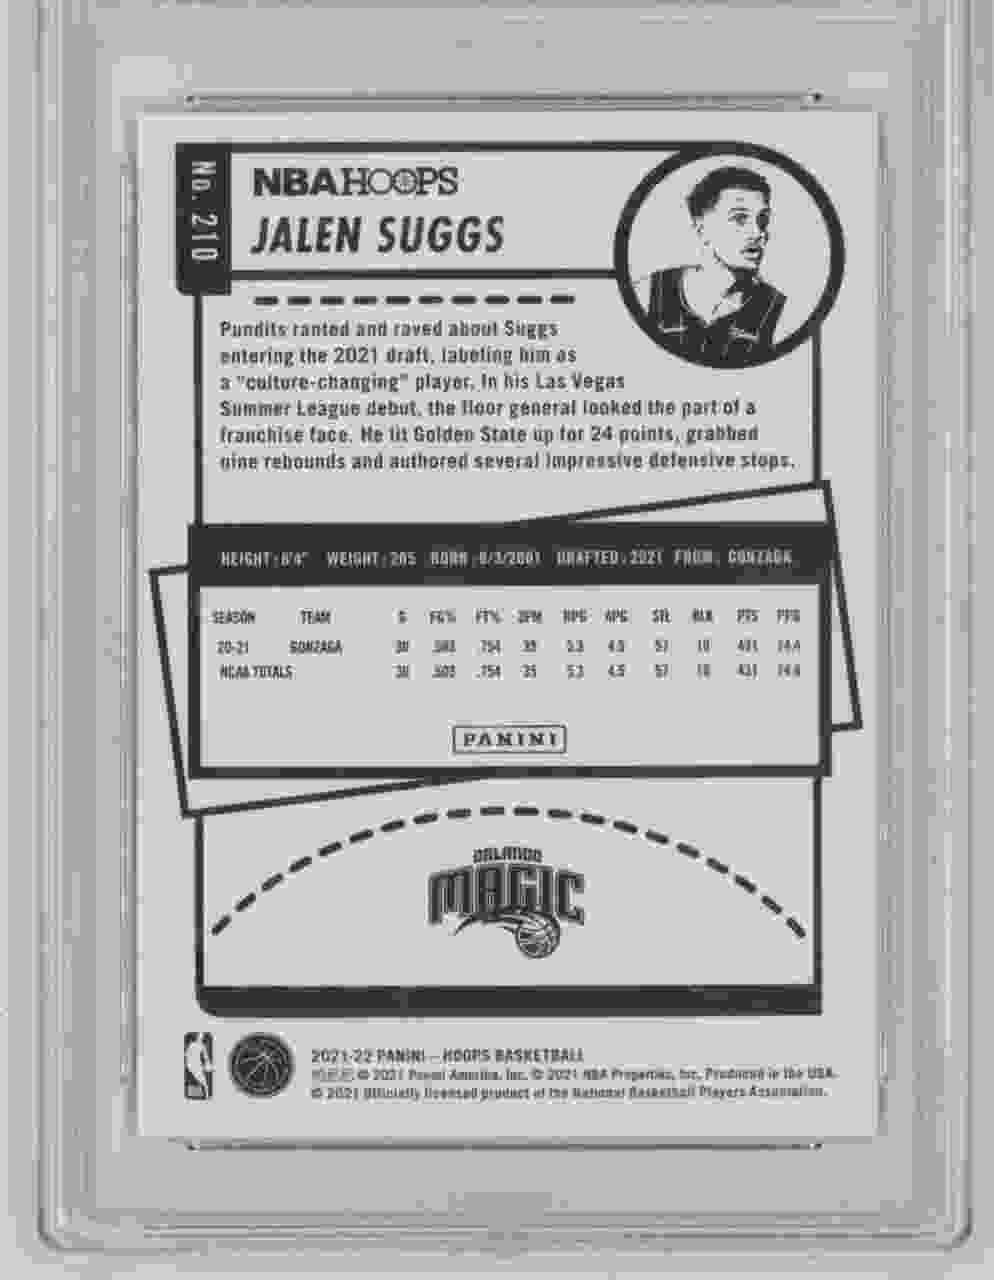 No. 210
NBA HOOPS
JALEN SUGGS
Pundits ranted and raved about Suggs
entering the 2021 draft, labeling him as
a "culture-changing" player. In his Las Vegas
Summer League debut, the floor general looked the part of a
franchise face. He lit Golden State up for 24 points, grabbed
nine rebounds and authored several impressive defensive stops.
HEIGHT: 6'4" WEIGHT: 205 BORN: 6/3/2001 DRAFTED: 2021 FROM: GONZAGA
SEASON TEAM G FG% FT% 3PM RPG APG STL BLK PTS PPG
20-21 GONZAGA 30 .503 .754 35 5.3 4.5 57 10 431 14.4
NCAA TOTALS 30 .503 .754 35 5.3 4.5 57 10 431 14.4
PANINI
ORLANDO
MAGIC
2021-22 PANINI – HOOPS BASKETBALL
© 2021 Panini America, Inc. © 2021 NBA Properties, Inc. Produced in the USA.
© 2021 Officially licensed product of the National Basketball Players Association.